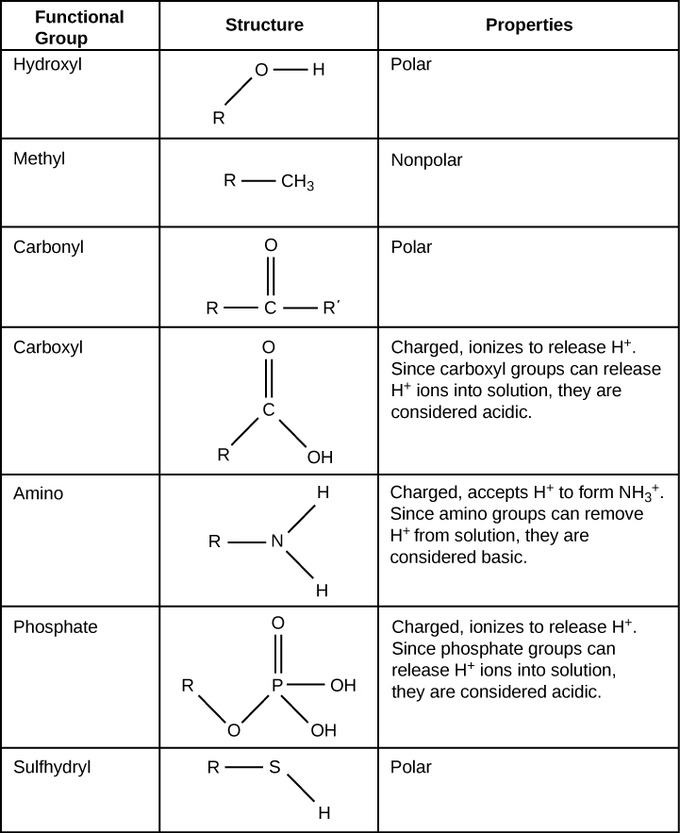 Functional
Group
Structure
Properties
Hydroxyl
O H
R
Polar
Methyl
R CH₃
Nonpolar
Carbonyl
O
R C R′
Polar
Carboxyl
O
C
R
OH
Charged, ionizes to release H⁺.
Since carboxyl groups can release
H⁺ ions into solution, they are
considered acidic.
Amino
H
R N
H
Charged, accepts H⁺ to form NH₃⁺.
Since amino groups can remove
H⁺ from solution, they are
considered basic.
Phosphate
O
R P OH
O OH
Charged, ionizes to release H⁺.
Since phosphate groups can
release H⁺ ions into solution,
they are considered acidic.
Sulfhydryl
R S
H
Polar